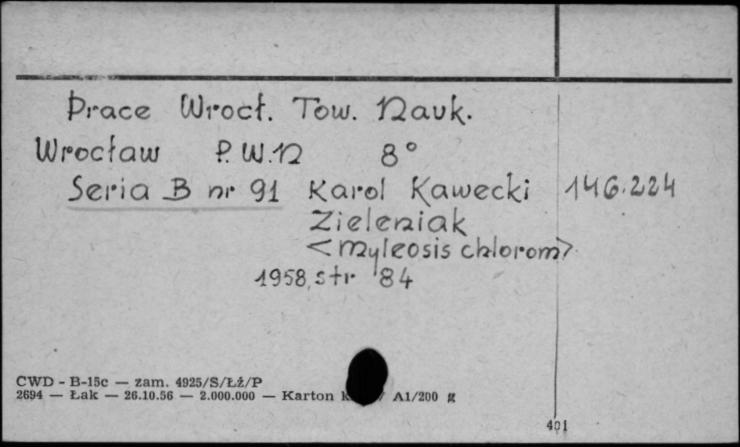 Prace Wrocł. Tow. Nauk.
Wrocław P.W.N 8°
Seria B nr 91 Karol Kawecki 146.224
Zieleniak
<Myleosis chlorom>
1958, str 84
CWD - B-15c — zam. 4925/S/Łż/P
2694 — Łak — 26.10.56 — 2.000.000 — Karton A1/200 g
401